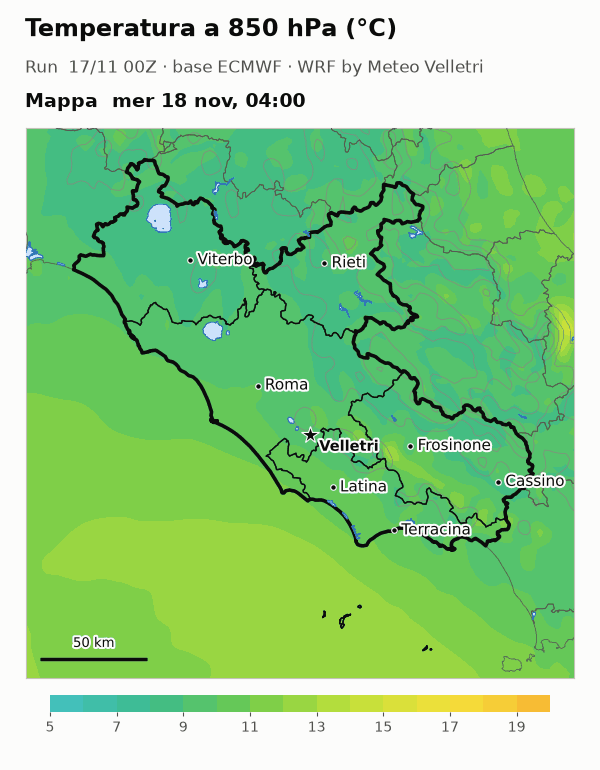 Temperatura a 850 hPa (°C)
Run  17/11 00Z · base ECMWF · WRF by Meteo Velletri
Mappa  mer 18 nov, 04:00
Viterbo
Rieti
Roma
Velletri
Frosinone
Latina
Cassino
Terracina
50 km
5 7 9 11 13 15 17 19